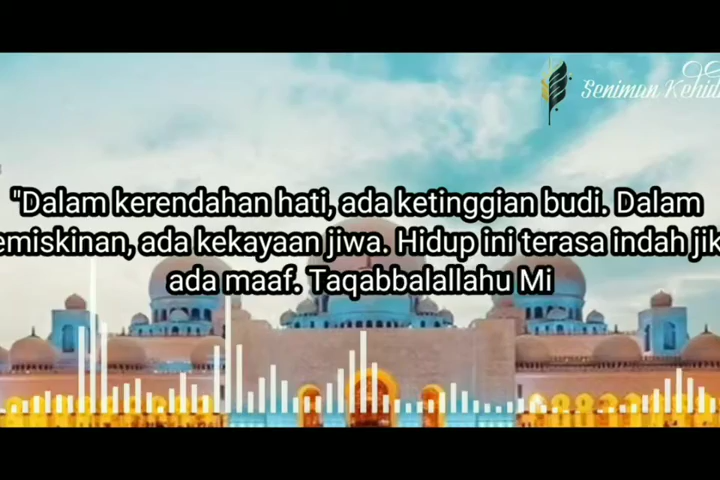 Seniman
"Dalam kerendahan hati, ada ketinggian budi. Dalam
emiskinan, ada kekayaan jiwa. Hidup ini terasa indah jik
ada maaf. Taqabbalallahu Mi